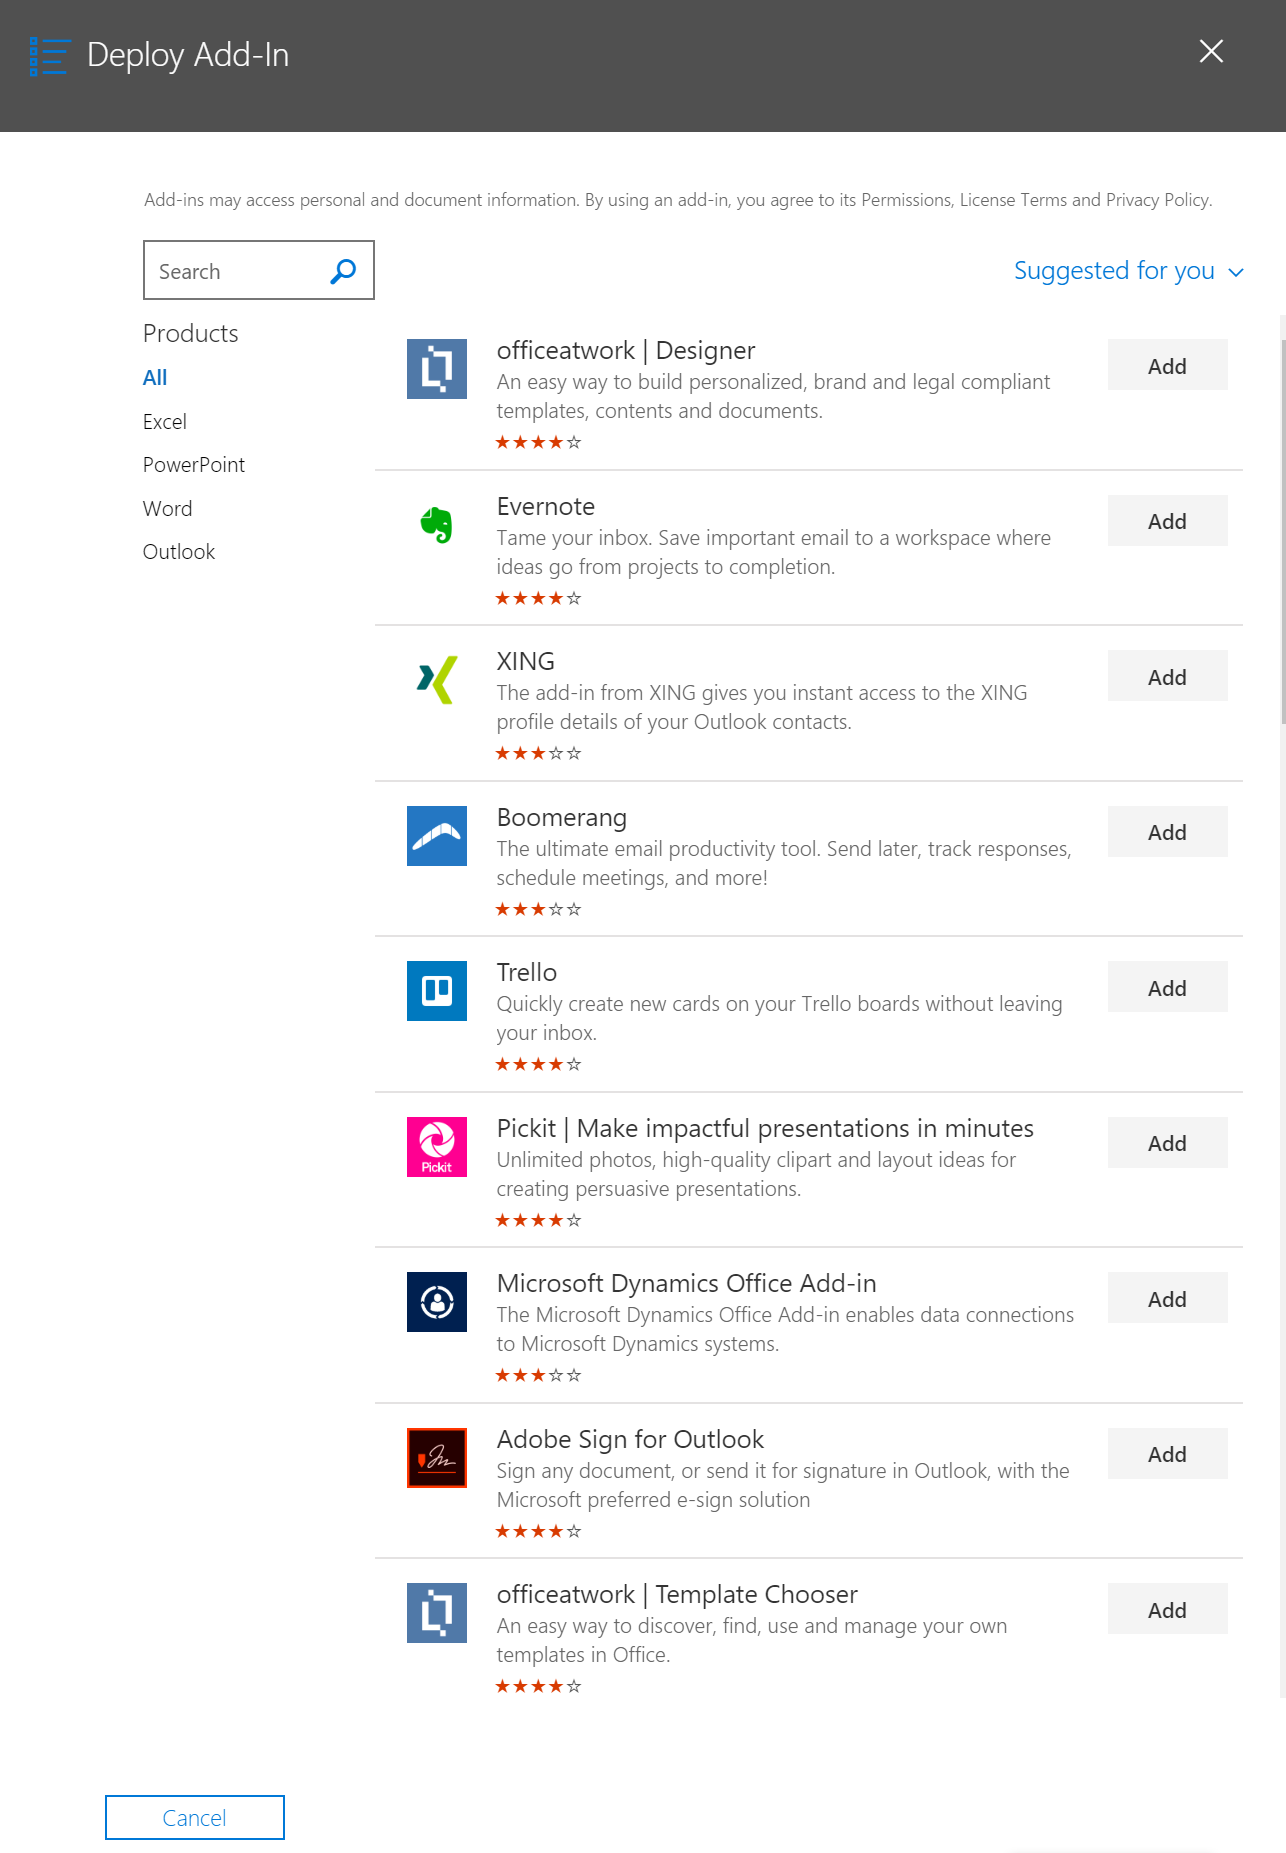 Deploy Add-In
Add-ins may access personal and document information. By using an add-in, you agree to its Permissions, License Terms and Privacy Policy.
Search
Suggested for you
Products
All
Excel
PowerPoint
Word
Outlook
officeatwork | Designer
An easy way to build personalized, brand and legal compliant
templates, contents and documents.
Add
Evernote
Tame your inbox. Save important email to a workspace where
ideas go from projects to completion.
Add
XING
The add-in from XING gives you instant access to the XING
profile details of your Outlook contacts.
Add
Boomerang
The ultimate email productivity tool. Send later, track responses,
schedule meetings, and more!
Add
Trello
Quickly create new cards on your Trello boards without leaving
your inbox.
Add
Pickit
Pickit | Make impactful presentations in minutes
Unlimited photos, high-quality clipart and layout ideas for
creating persuasive presentations.
Add
Microsoft Dynamics Office Add-in
The Microsoft Dynamics Office Add-in enables data connections
to Microsoft Dynamics systems.
Add
Adobe Sign for Outlook
Sign any document, or send it for signature in Outlook, with the
Microsoft preferred e-sign solution
Add
officeatwork | Template Chooser
An easy way to discover, find, use and manage your own
templates in Office.
Add
Cancel